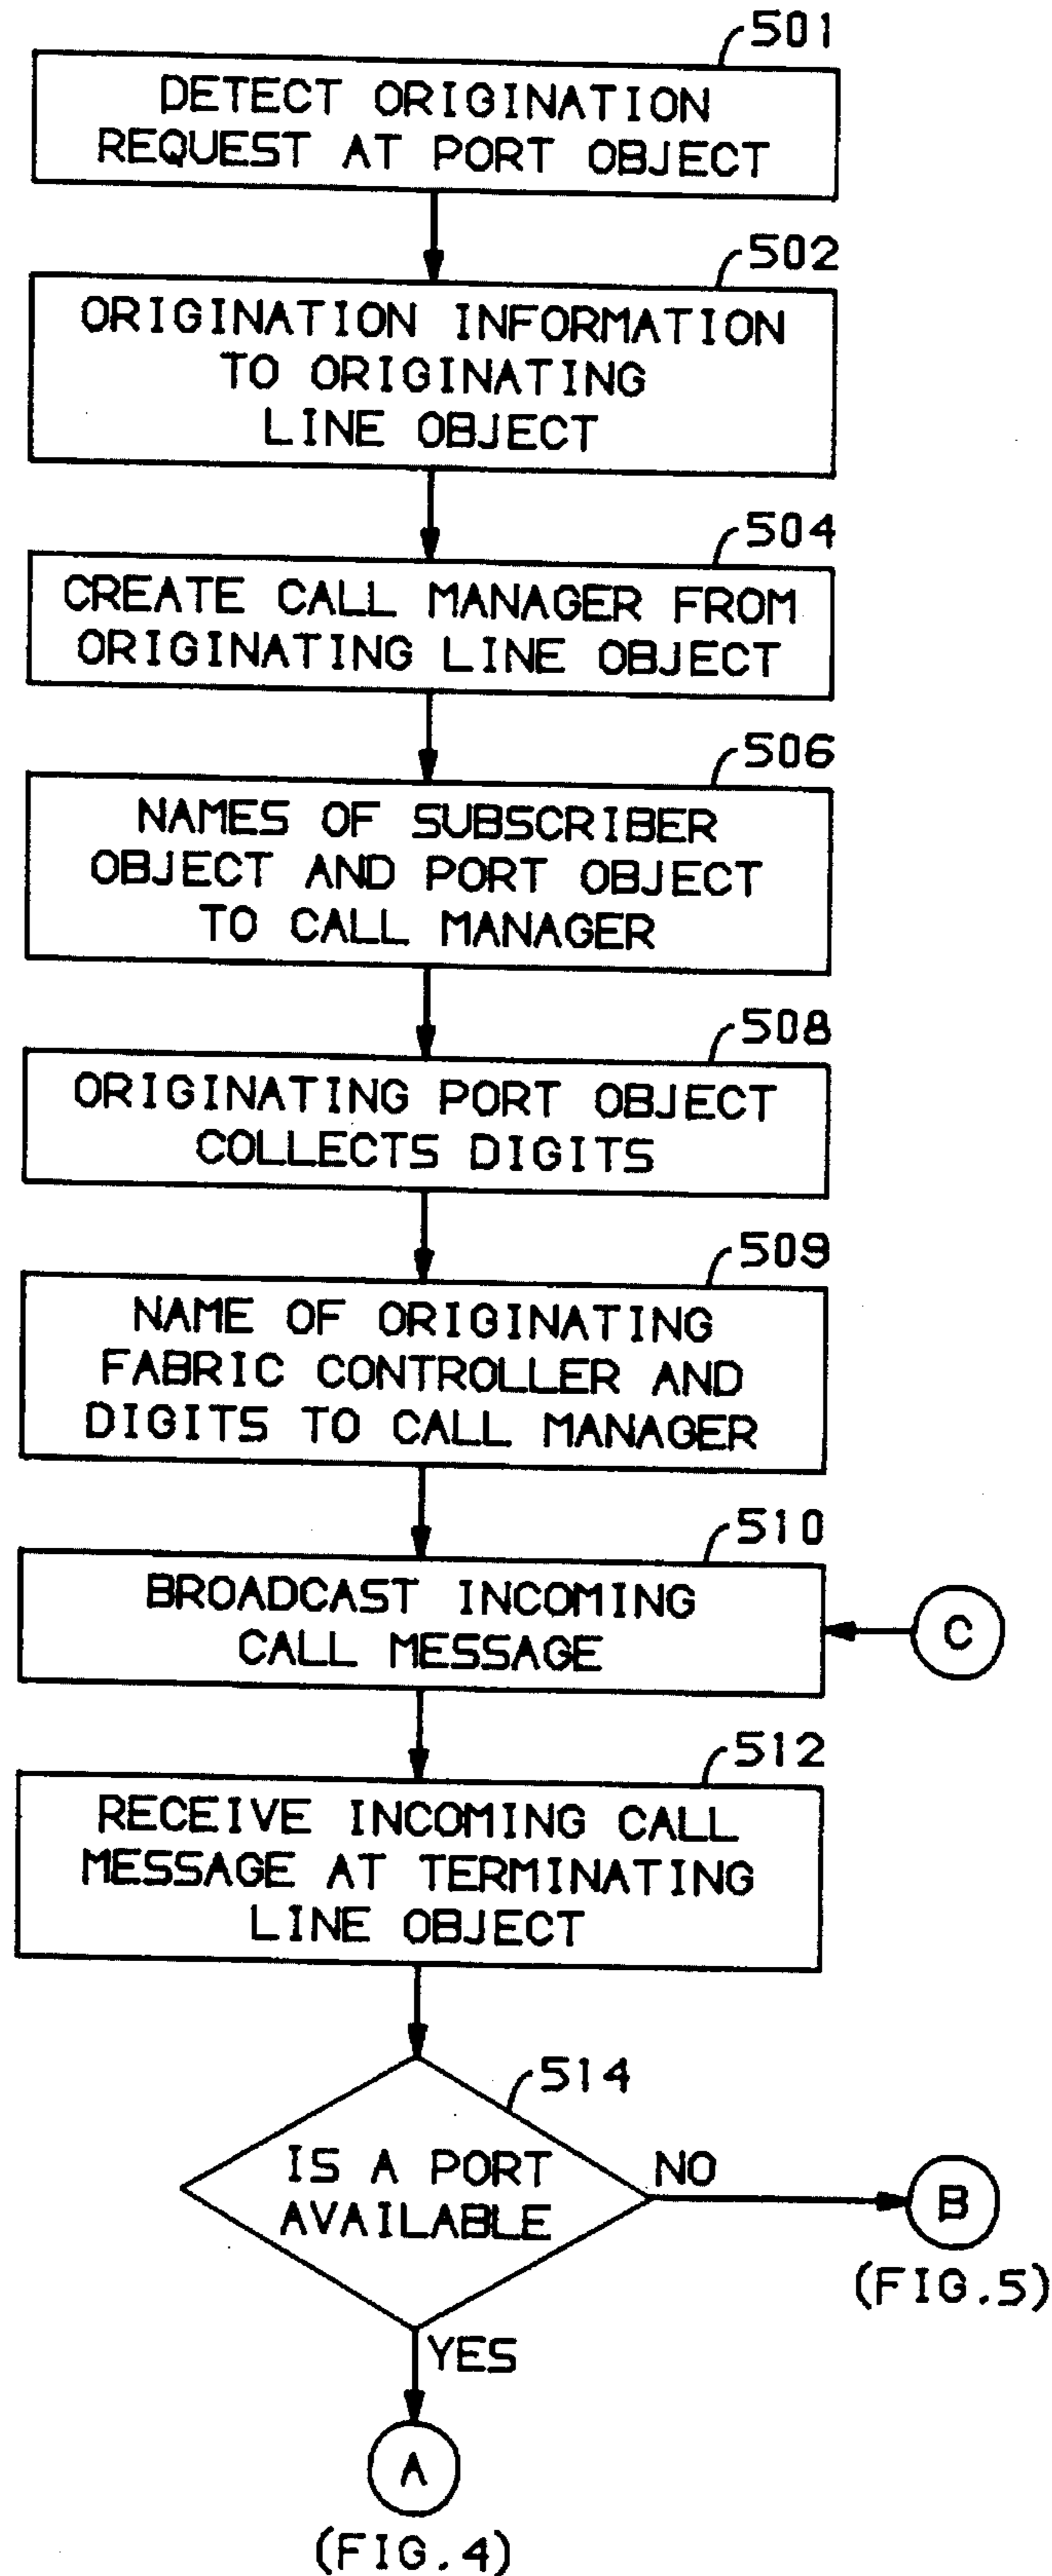 501
DETECT ORIGINATION
REQUEST AT PORT OBJECT
502
ORIGINATION INFORMATION
TO ORIGINATING
LINE OBJECT
504
CREATE CALL MANAGER FROM
ORIGINATING LINE OBJECT
506
NAMES OF SUBSCRIBER
OBJECT AND PORT OBJECT
TO CALL MANAGER
508
ORIGINATING PORT OBJECT
COLLECTS DIGITS
509
NAME OF ORIGINATING
FABRIC CONTROLLER AND
DIGITS TO CALL MANAGER
510
BROADCAST INCOMING
CALL MESSAGE
C
512
RECEIVE INCOMING CALL
MESSAGE AT TERMINATING
LINE OBJECT
514
IS A PORT
AVAILABLE
NO
B
(FIG.5)
YES
A
(FIG.4)